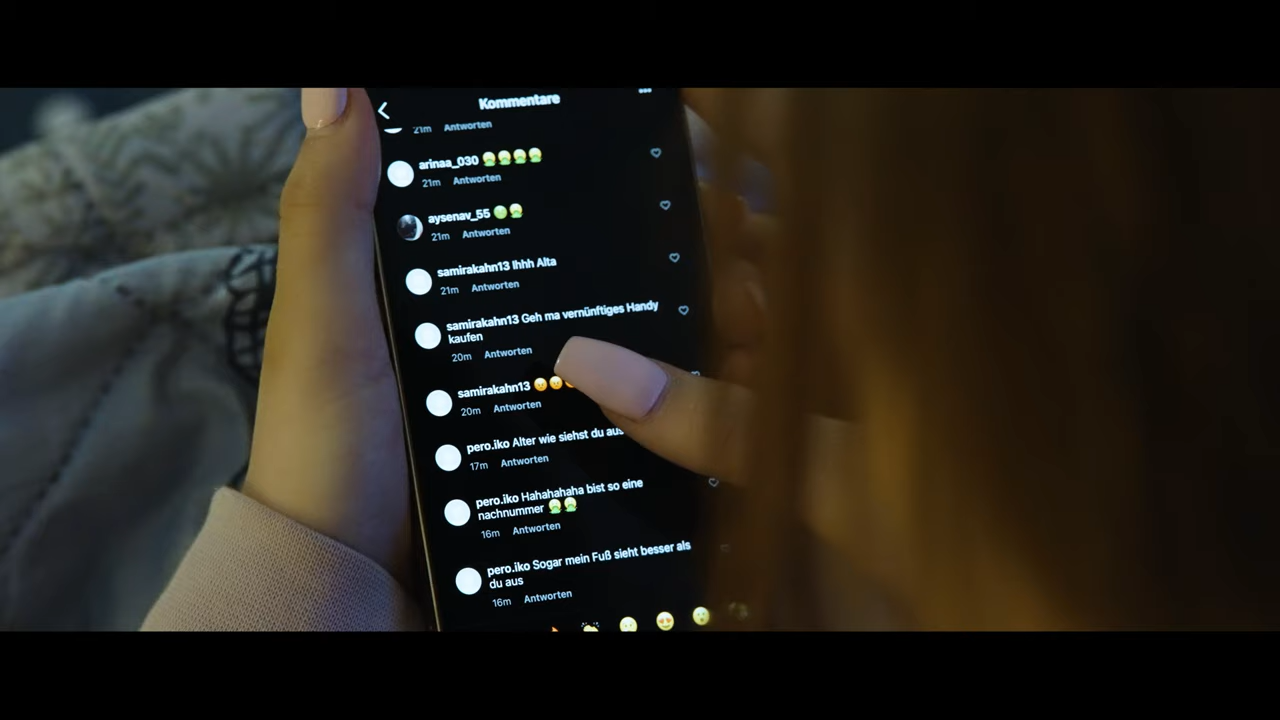 Kommentare
21m Antworten
arinaa_030 🤮🤮🤮🤮
21m Antworten
aysenav_55 🤢🤮
21m Antworten
samirakahn13 Ihhh Alta
21m Antworten
samirakahn13 Geh ma vernünftiges Handy
kaufen
20m Antworten
samirakahn13
20m Antworten
pero.iko Alter wie siehst du aus
17m Antworten
pero.iko Hahahahaha bist so eine
nachnummer 🤮🤮
16m Antworten
pero.iko Sogar mein Fuß sieht besser als
du aus
16m Antworten